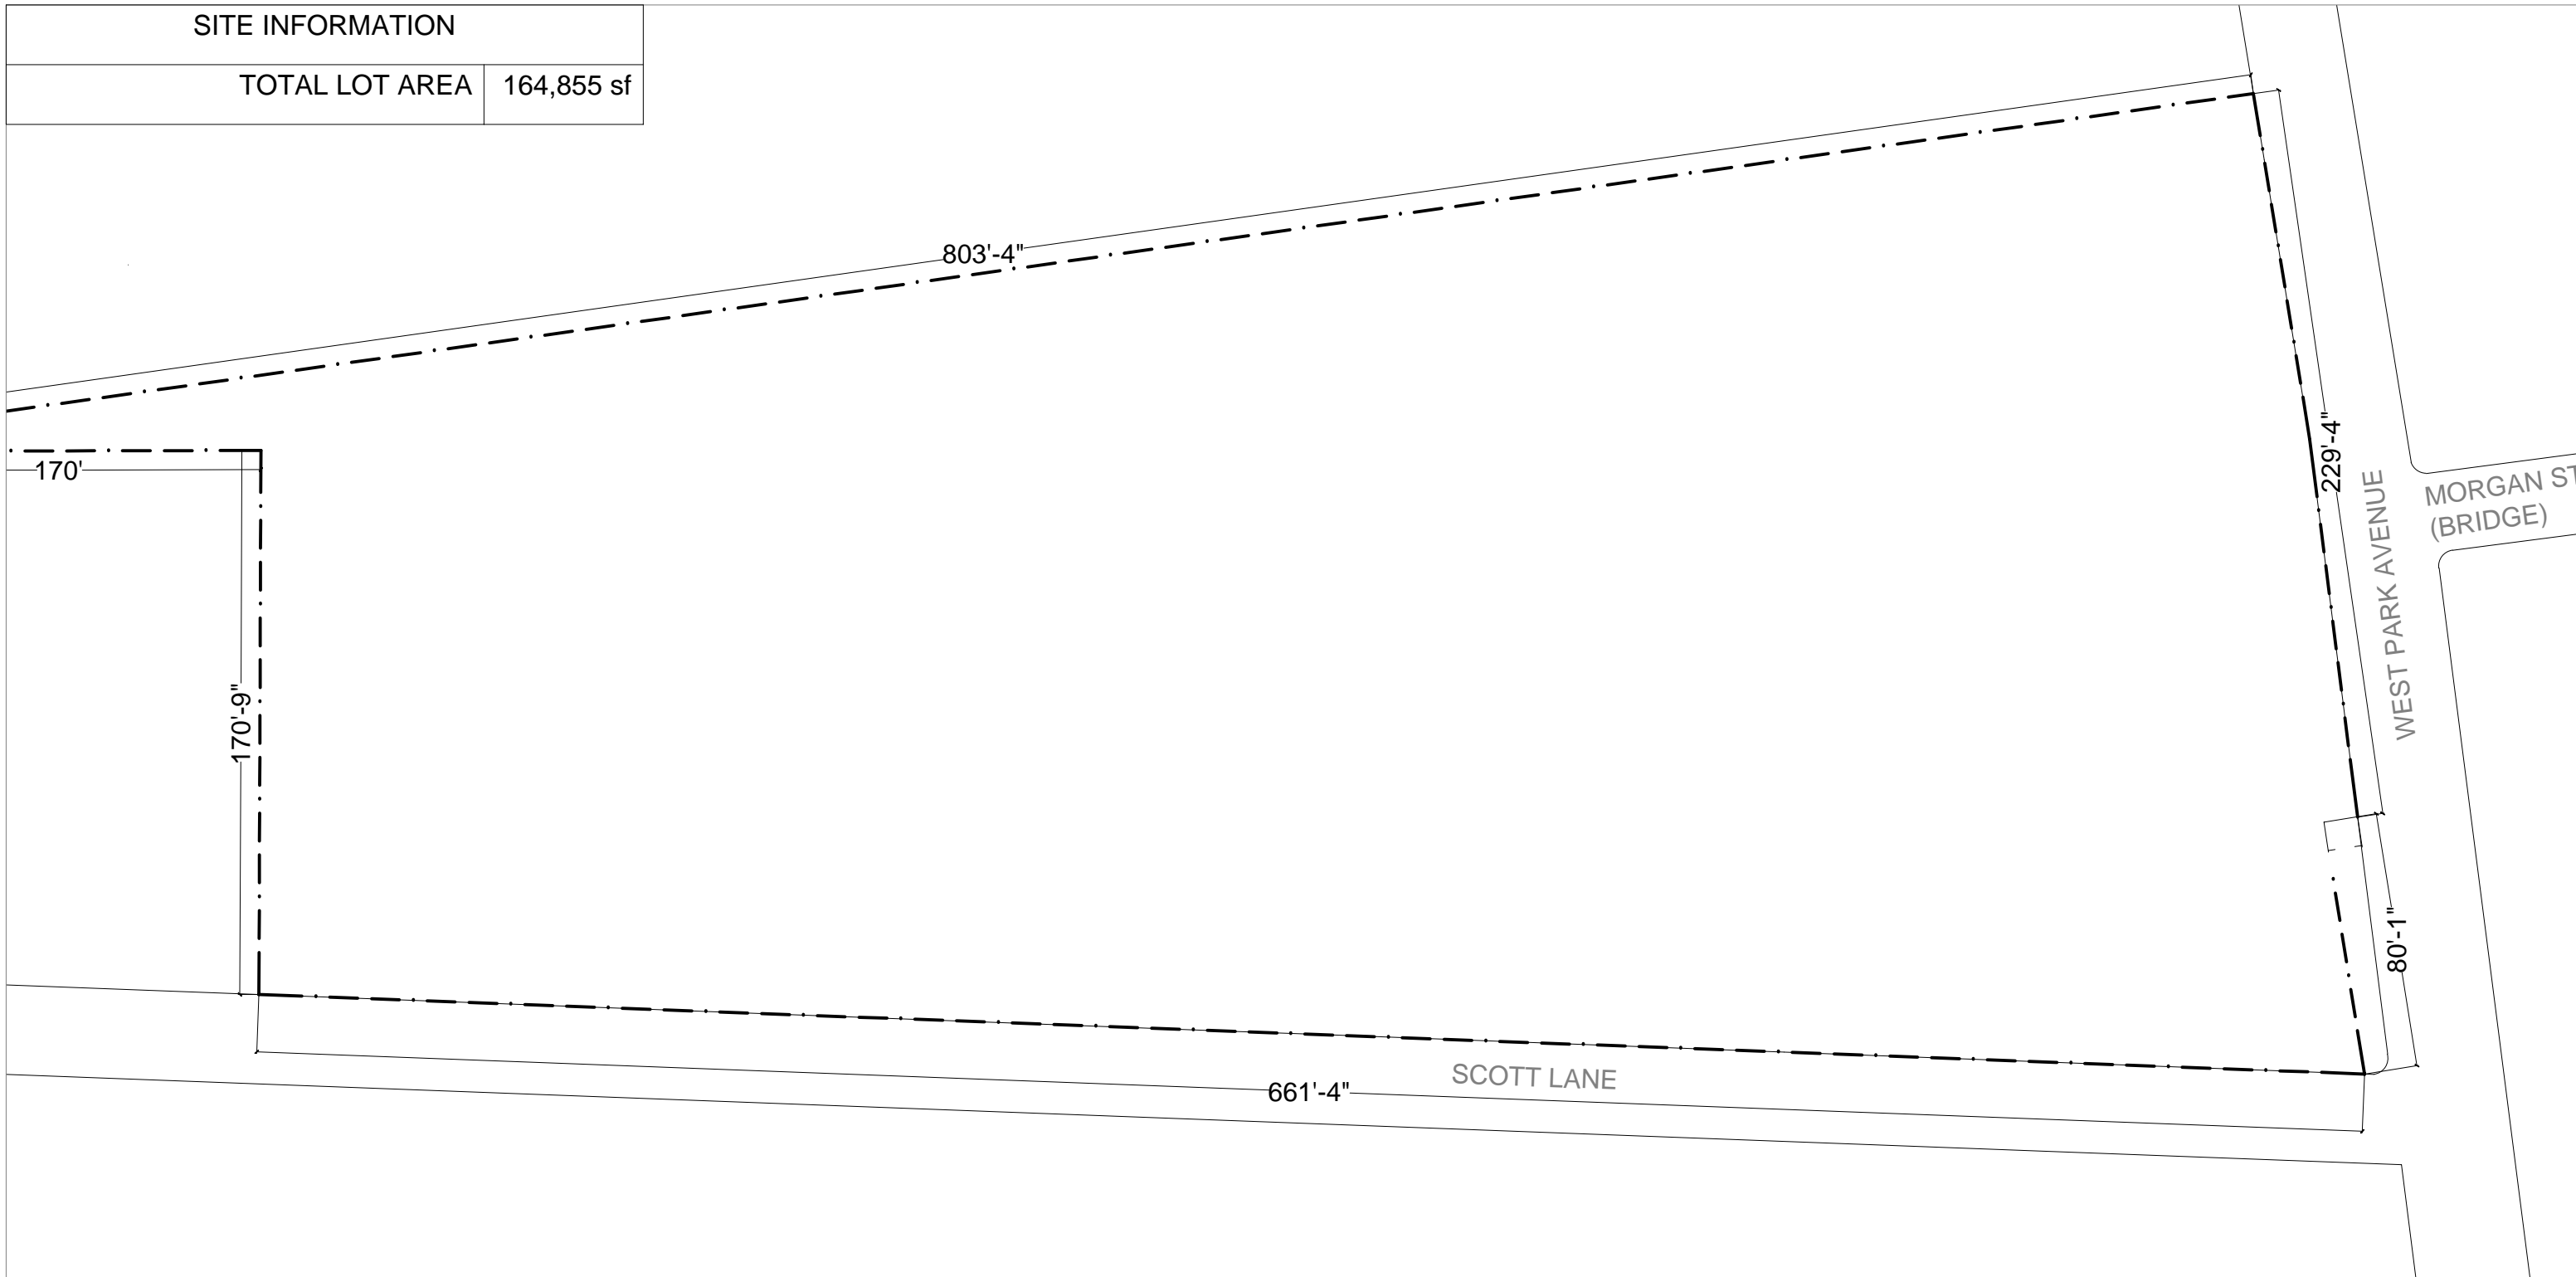 SITE INFORMATION
TOTAL LOT AREA 164,855 sf
803'-4"
170'
229'-4"
MORGAN ST
(BRIDGE)
WEST PARK AVENUE
170'-9"
80'-1"
SCOTT LANE
661'-4"